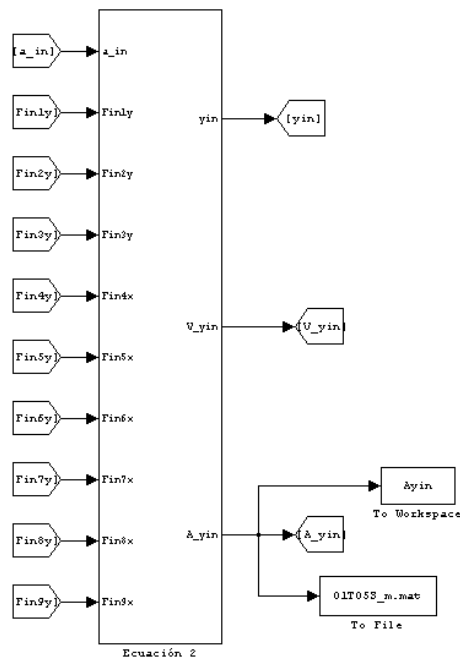 [a_in]
a_in
Fin1y]
Fin1y
yin
[yin]
Fin2y]
Fin2y
Fin3y]
Fin3y
Fin4y]
Fin4x
V_yin
[V_yin]
Fin5y]
Fin5x
Fin6y]
Fin6x
Fin7y]
Fin7x
Ayin
To Workspace
Fin8y]
Fin8x
A_yin
[A_yin]
Fin9y]
Fin9x
01T053_m.mat
To File
Ecuación 2